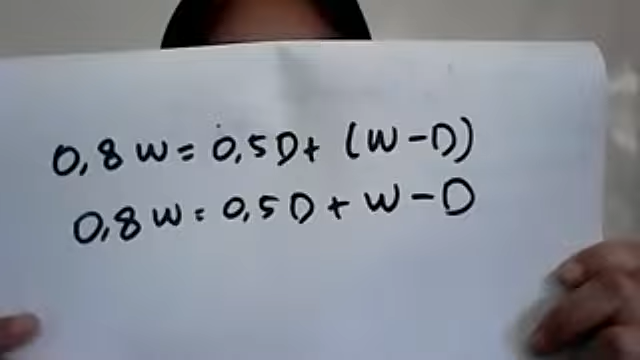 0,8 W = 0,5 D + (W - D)
0,8 W = 0,5 D + W - D